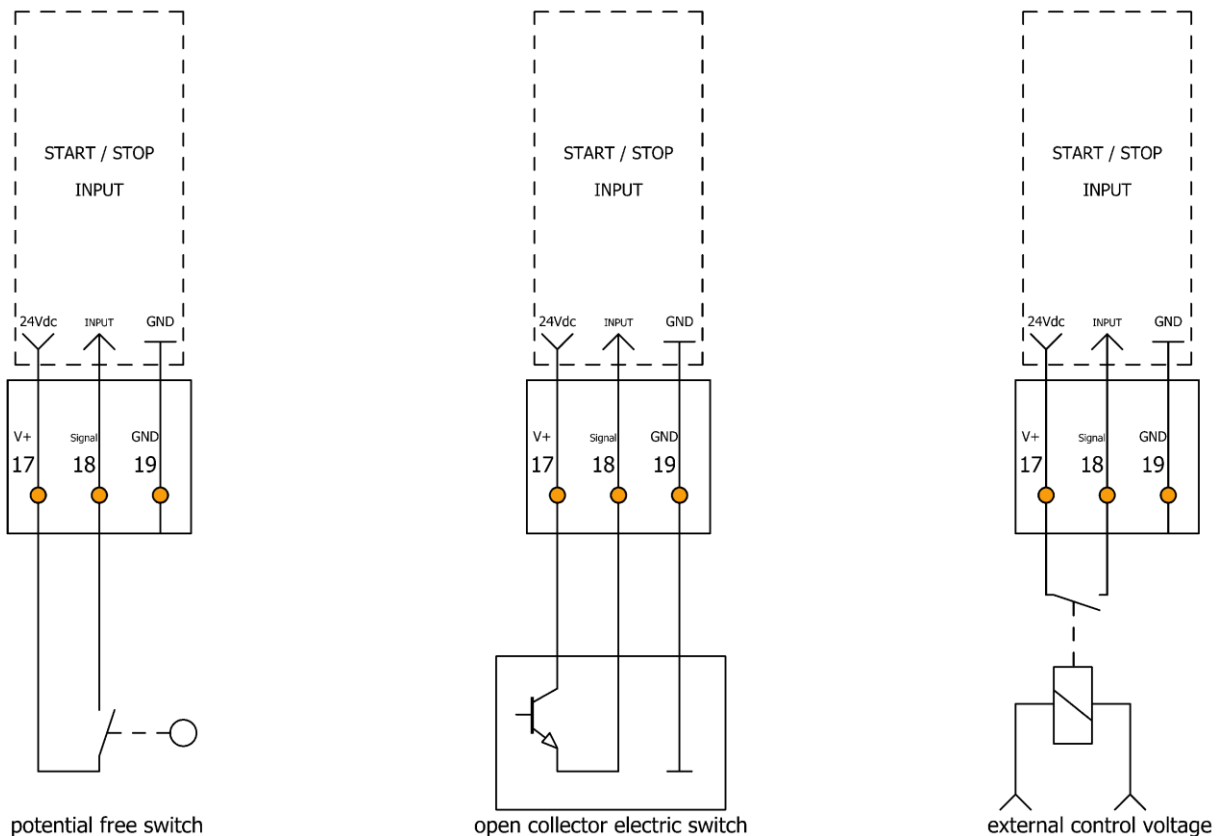 START / STOP
INPUT
24Vdc INPUT GND
V+ Signal GND
17 18 19
potential free switch
START / STOP
INPUT
24Vdc INPUT GND
V+ Signal GND
17 18 19
open collector electric switch
START / STOP
INPUT
24Vdc INPUT GND
V+ Signal GND
17 18 19
external control voltage